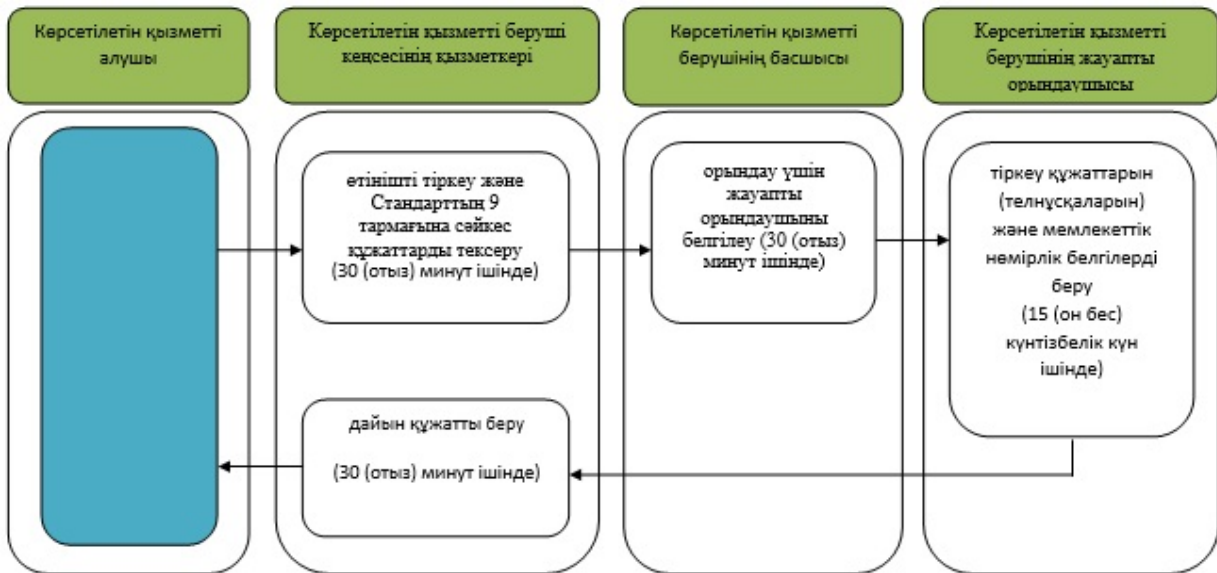 Көрсетілетін қызметті
алушы
Көрсетілетін қызметті беруші
кеңсесінің қызметкері
Көрсетілетін қызметті
берушінің басшысы
Көрсетілетін қызметті
берушінің жауапты
орындаушысы
өтінішті тіркеу және
Стандарттың 9
тармағына сәйкес
құжаттарды тексеру
(30 (отыз) минут ішінде)
орындау үшін
жауапты
орындаушыны
белгілеу (30 (отыз)
минут ішінде)
тіркеу құжаттарын
(телнұсқаларын)
және мемлекеттік
нөмірлік белгілерді
беру
(15 (он бес)
күнтізбелік күн
ішінде)
дайын құжатты беру
(30 (отыз) минут ішінде)